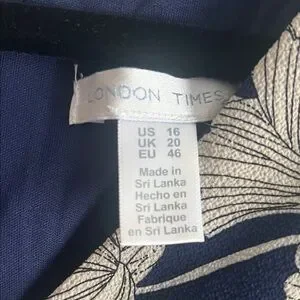 LONDON TIMES
US 16
UK 20
EU 46
Made in
Sri Lanka
Hecho en
Sri Lanka
Fabrique
en Sri Lanka